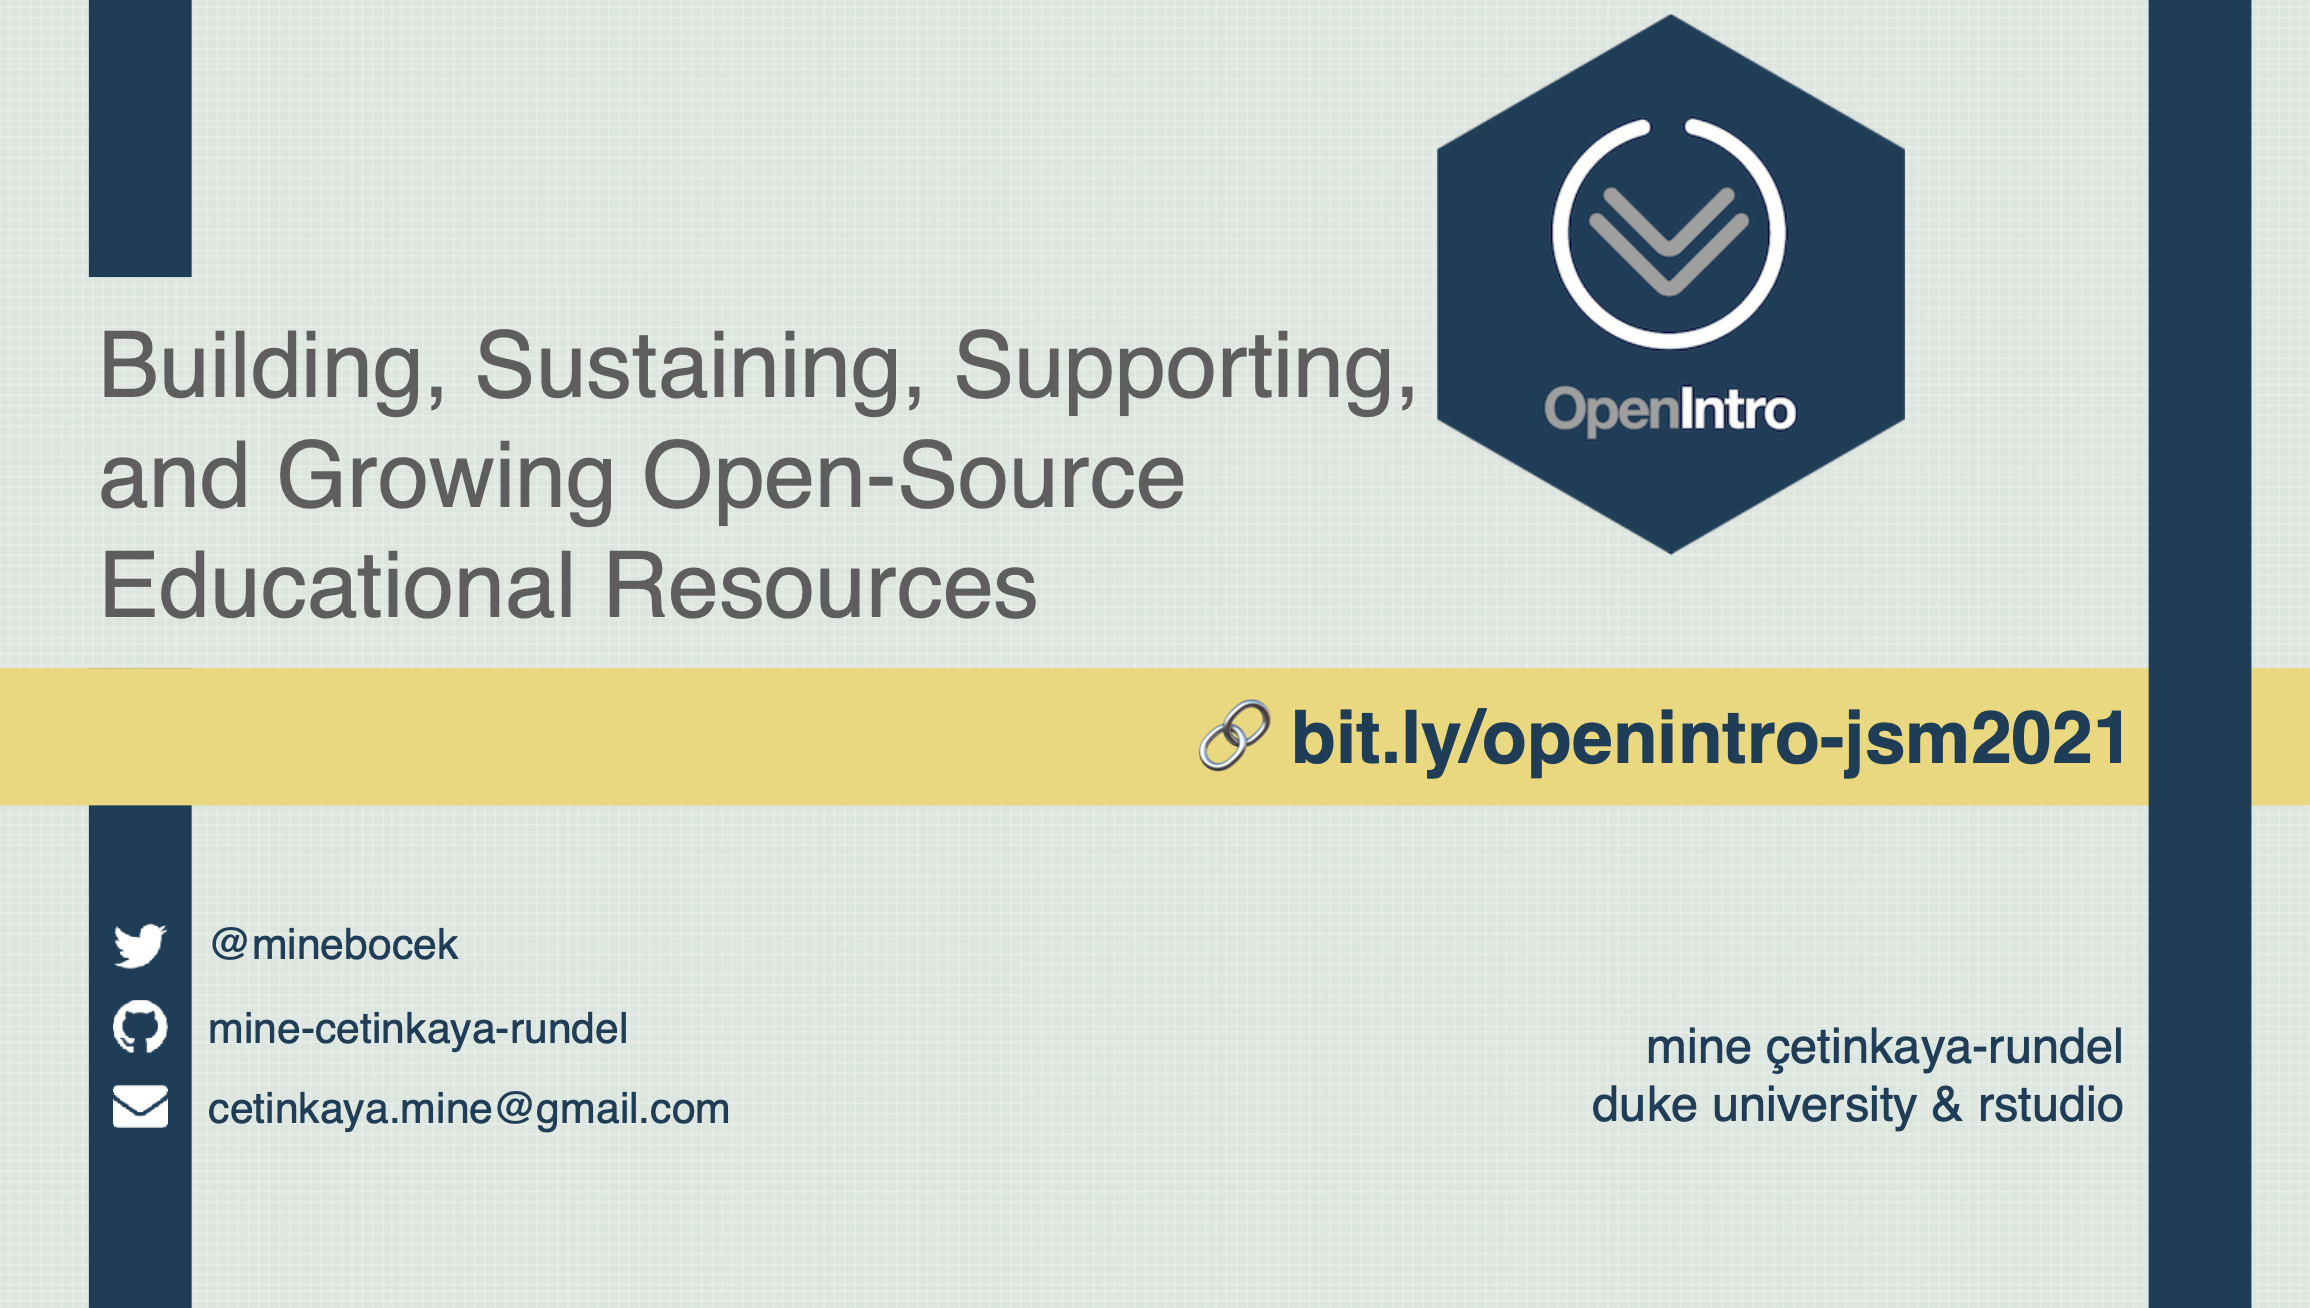 OpenIntro
Building, Sustaining, Supporting,
and Growing Open-Source
Educational Resources
🔗 bit.ly/openintro-jsm2021
@minebocek
mine-cetinkaya-rundel
cetinkaya.mine@gmail.com
mine çetinkaya-rundel
duke university & rstudio